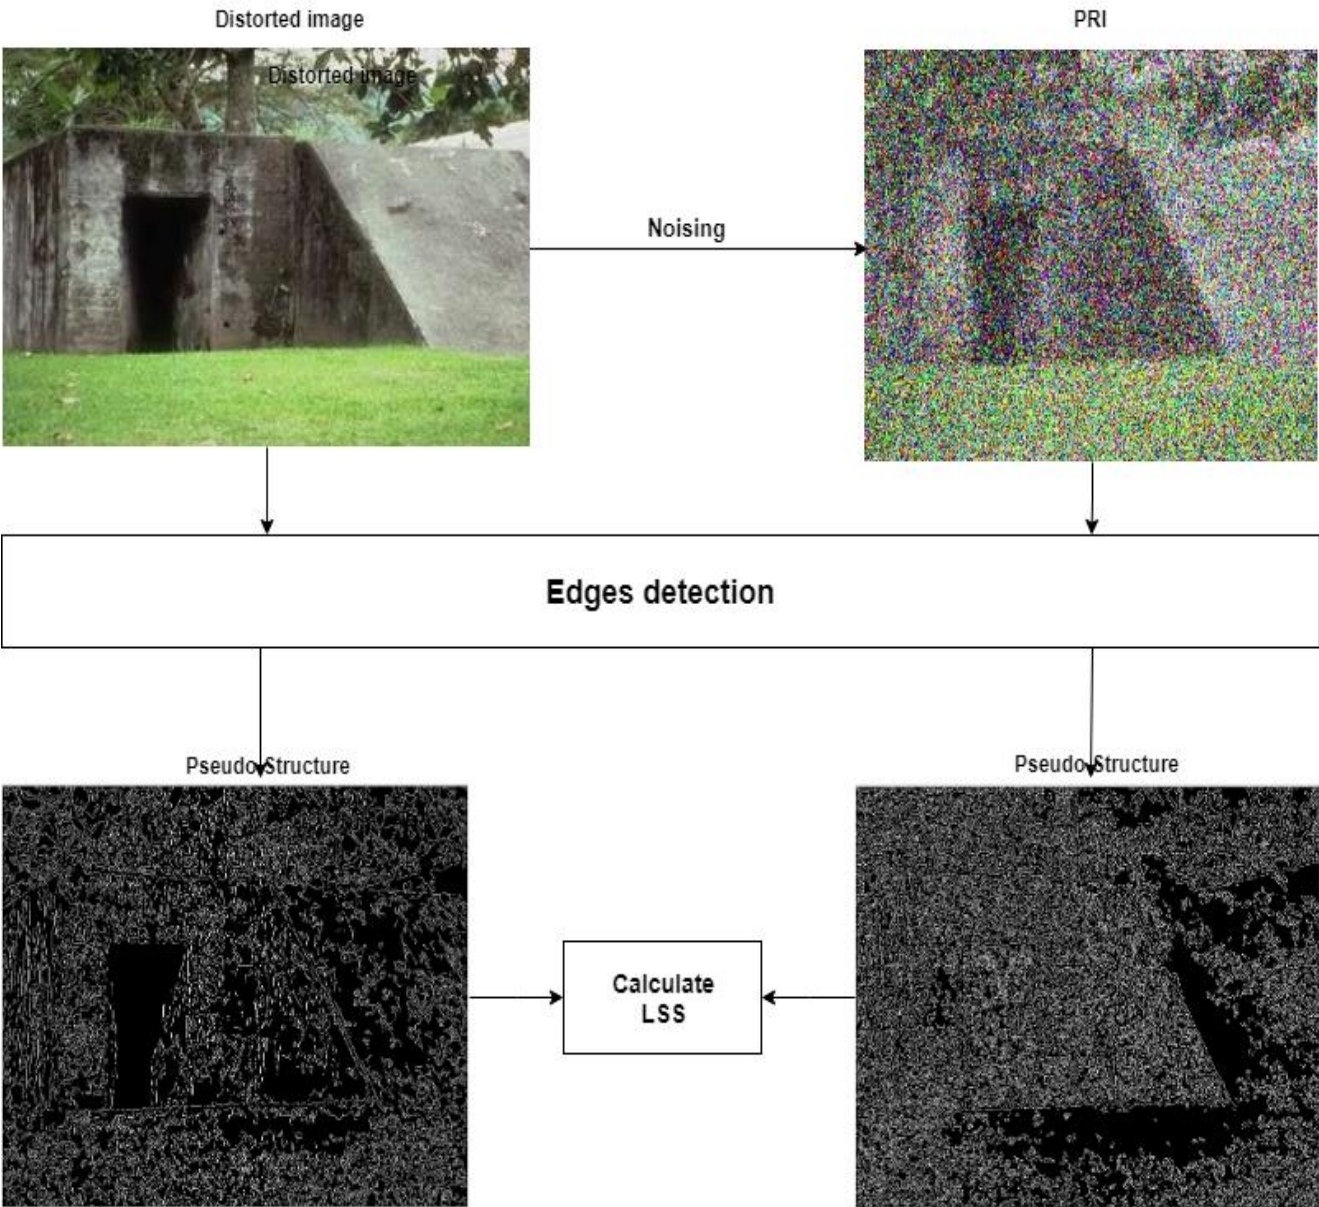 Distorted image
PRI
Distorted image
Noising
Edges detection
Pseudo Structure
Pseudo Structure
Calculate
LSS